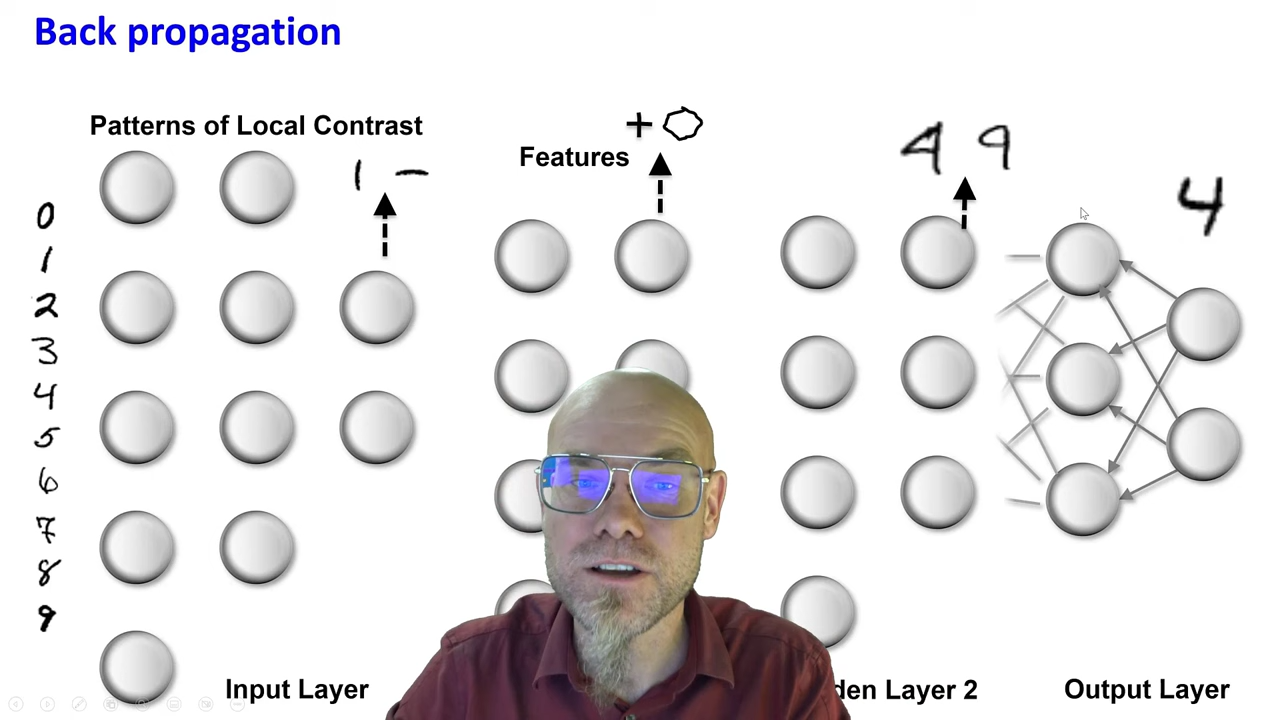 Back propagation
Patterns of Local Contrast
Features
+
1 –
4 9
4
0
1
2
3
4
5
6
7
8
9
Input Layer
den Layer 2
Output Layer